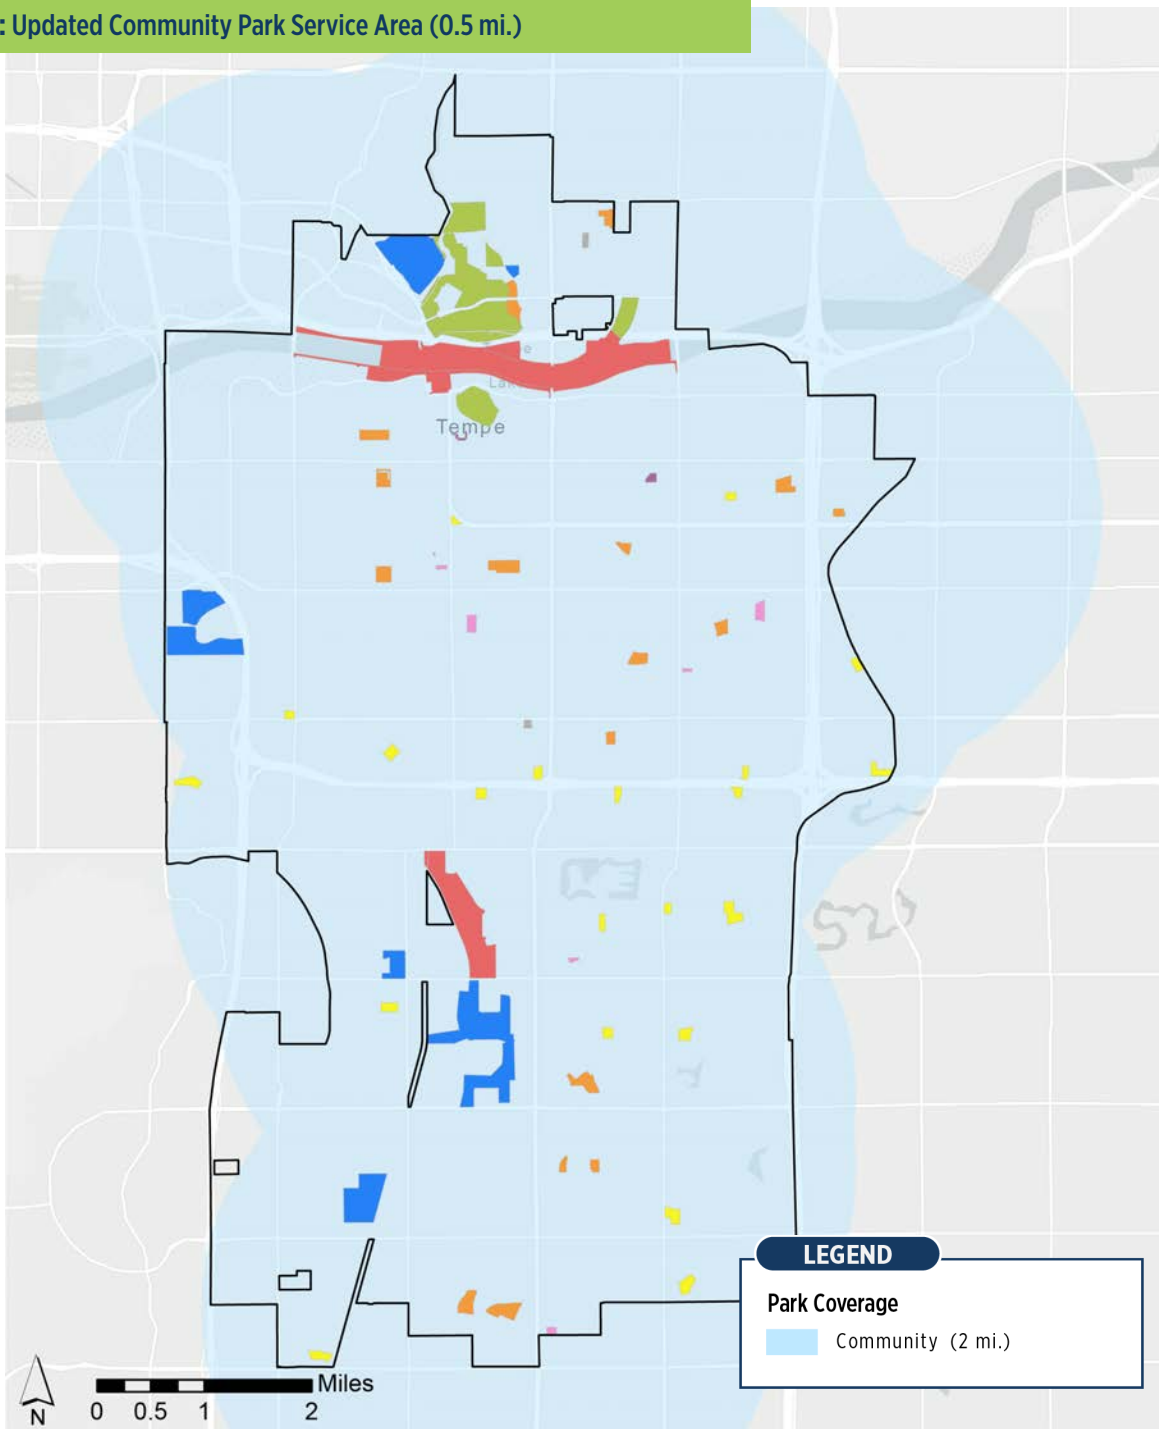 : Updated Community Park Service Area (0.5 mi.)
Tempe
LEGEND
Park Coverage
Community (2 mi.)
Miles
0 0.5 1 2
N